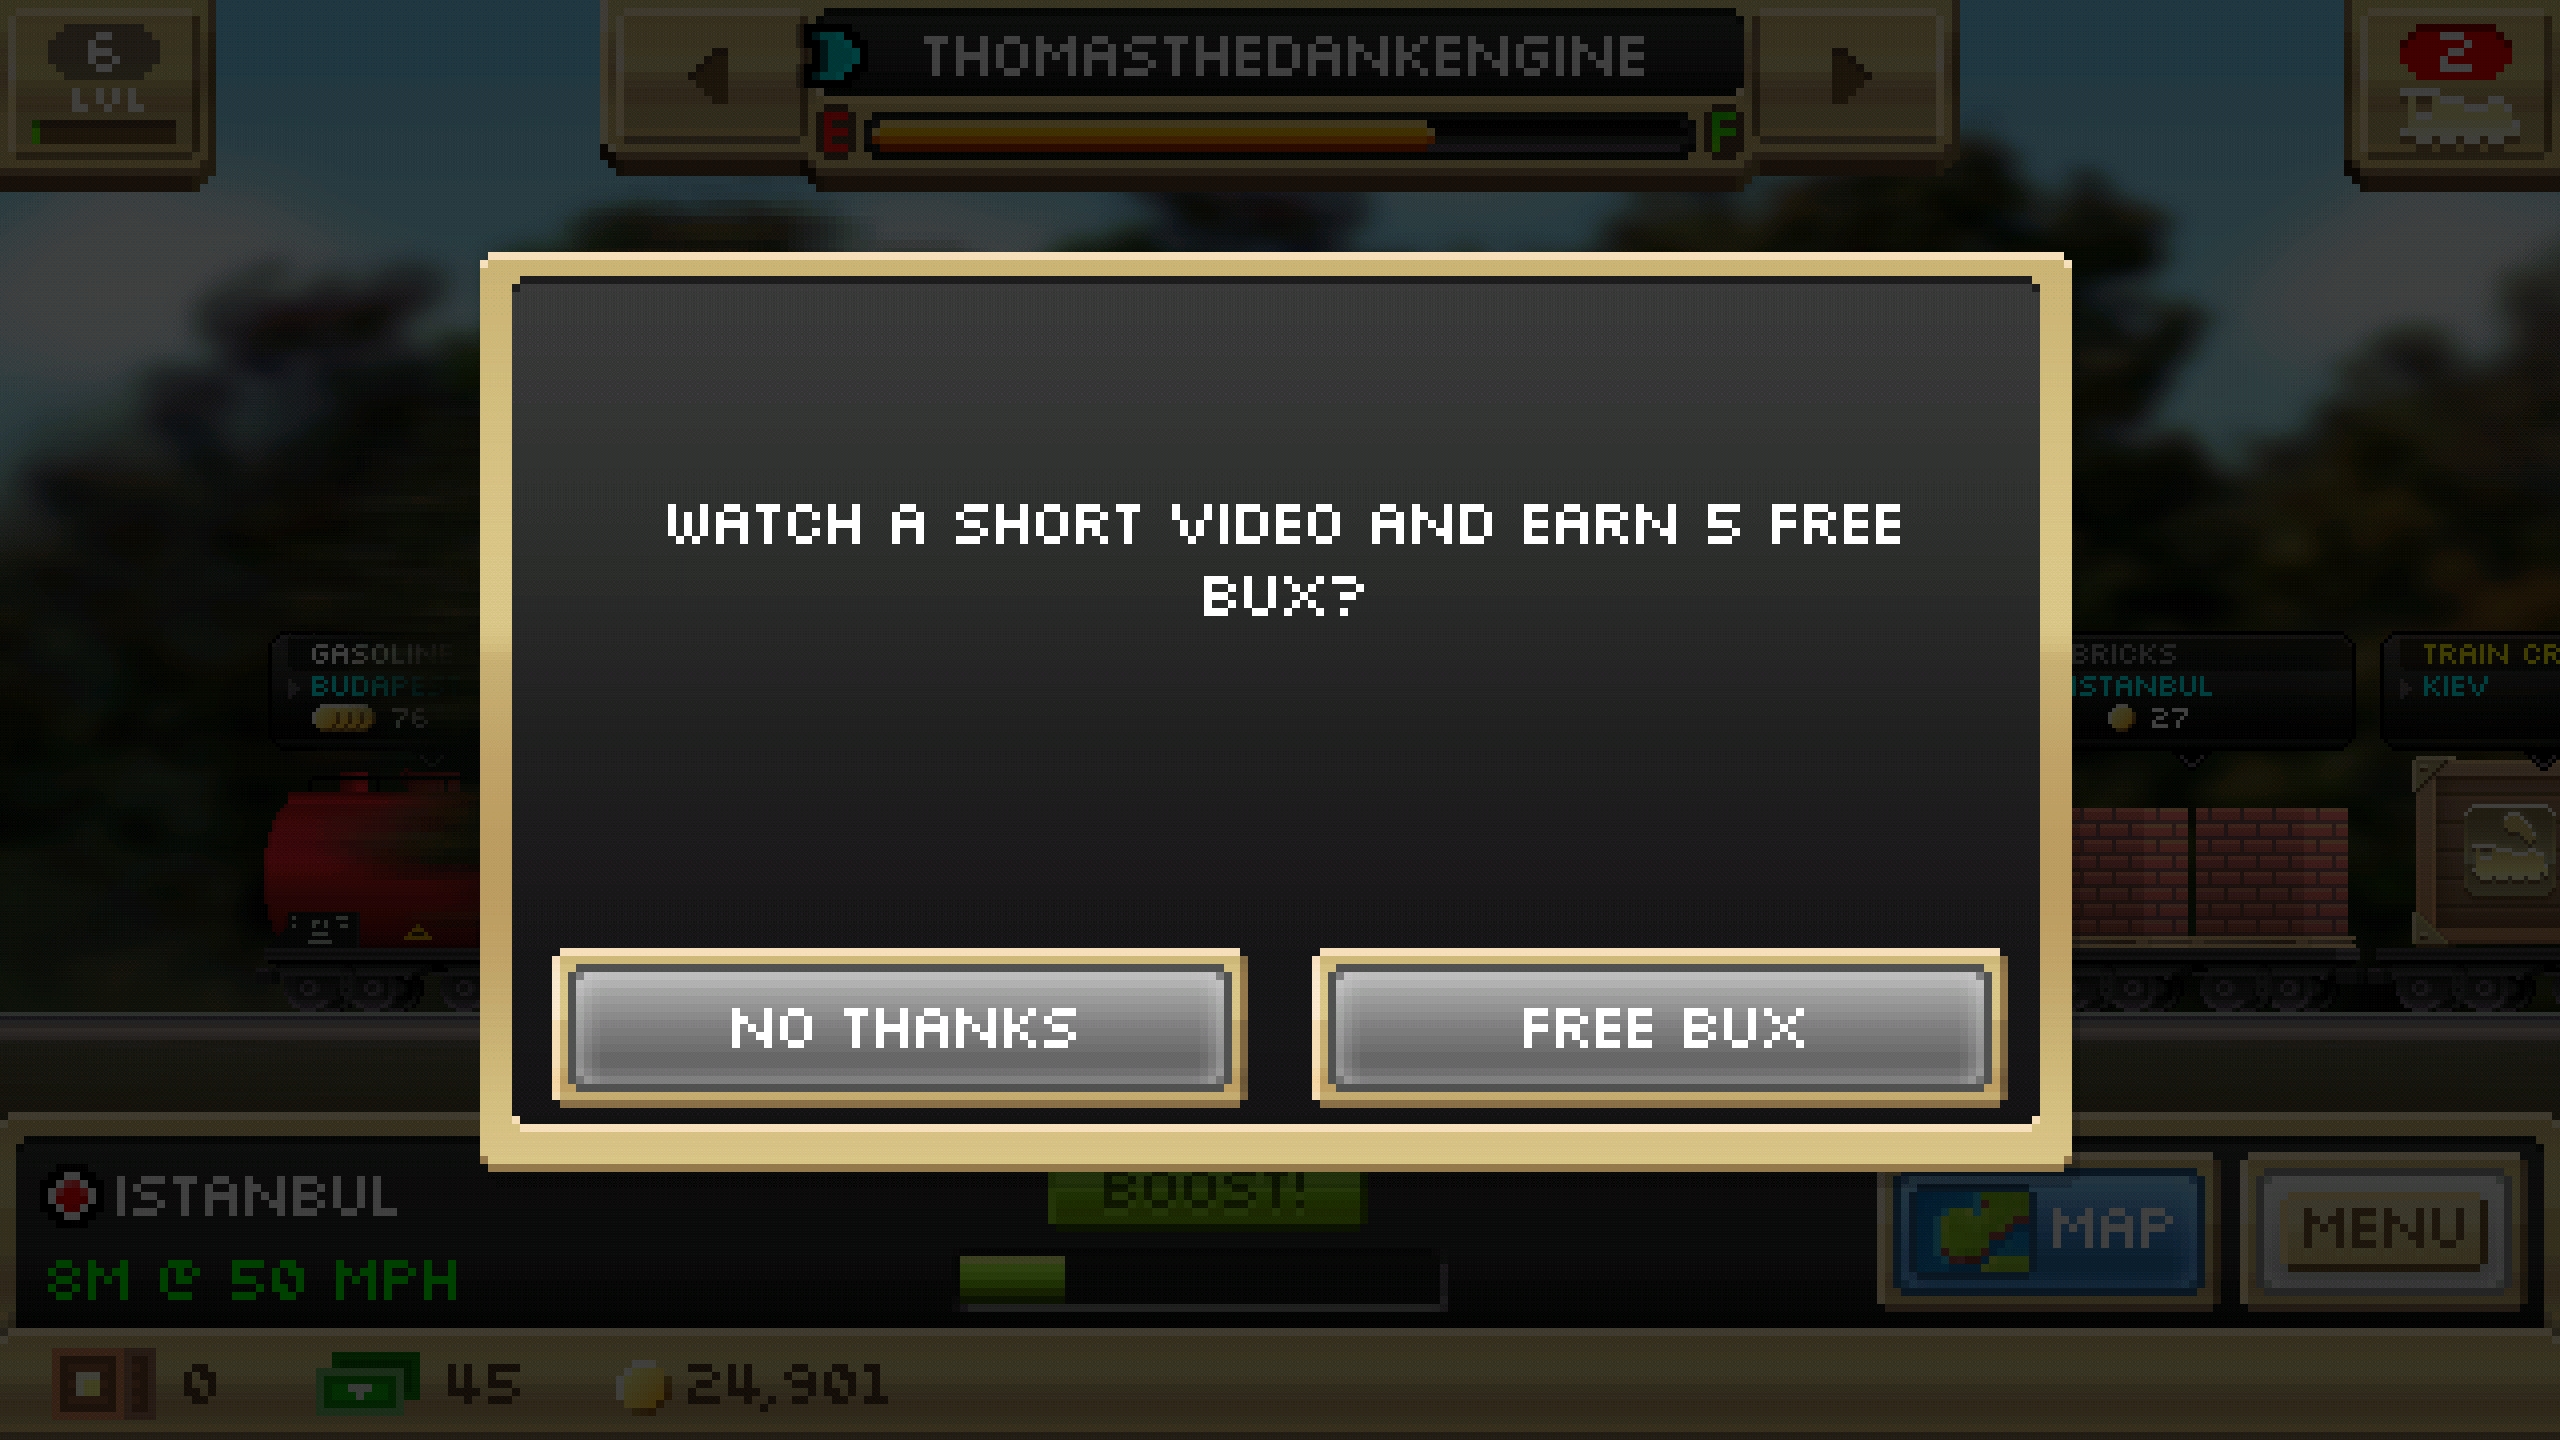 6
LVL
THOMASTHEDANKENGINE
E F
2
WATCH A SHORT VIDEO AND EARN 5 FREE
BUX?
GASOLINE
BUDAPEST
76
BRICKS
ISTANBUL
27
TRAIN CR
KIEV
NO THANKS
FREE BUX
ISTANBUL
8M @ 50 MPH
BOOST!
MAP
MENU
0
45
24,901